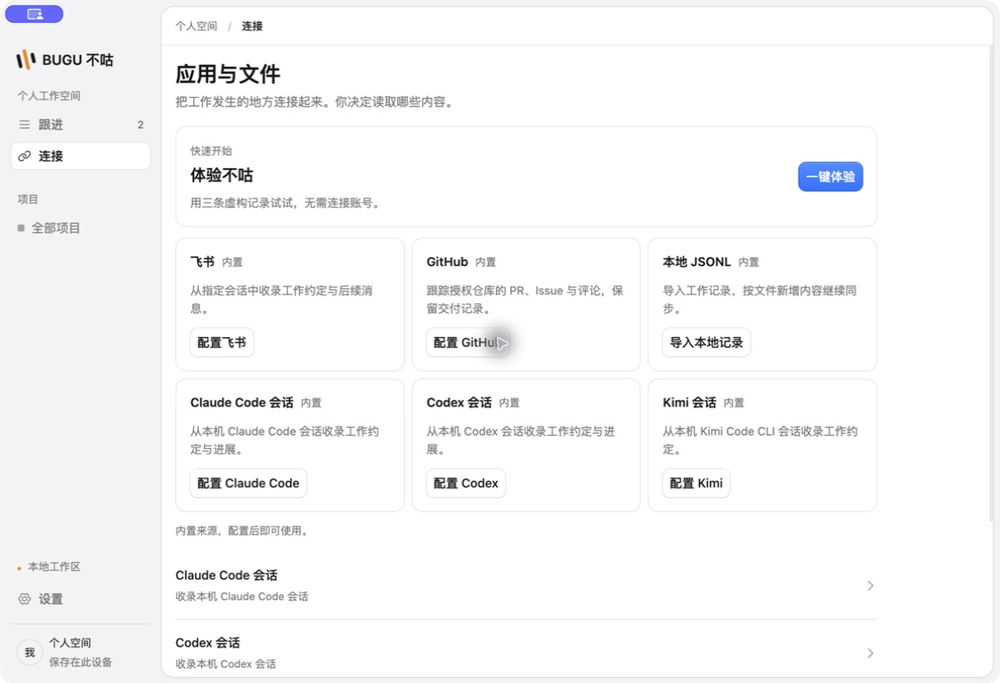 BUGU 不咕
个人工作空间
跟进 2
连接
项目
全部项目
本地工作区
设置
我
个人空间
保存在此设备
个人空间 / 连接
应用与文件
把工作发生的地方连接起来。你决定读取哪些内容。
快速开始
体验不咕
用三条虚构记录试试，无需连接账号。
一键体验
飞书 内置
从指定会话中收录工作约定与后续消
息。
配置飞书
GitHub 内置
跟踪授权仓库的 PR、Issue 与评论，保
留交付记录。
配置 GitHub
本地 JSONL 内置
导入工作记录，按文件新增内容继续同
步。
导入本地记录
Claude Code 会话 内置
从本机 Claude Code 会话收录工作约
定与进展。
配置 Claude Code
Codex 会话 内置
从本机 Codex 会话收录工作约定与进
展。
配置 Codex
Kimi 会话 内置
从本机 Kimi Code CLI 会话收录工作约
定。
配置 Kimi
内置来源，配置后即可使用。
Claude Code 会话
收录本机 Claude Code 会话
Codex 会话
收录本机 Codex 会话